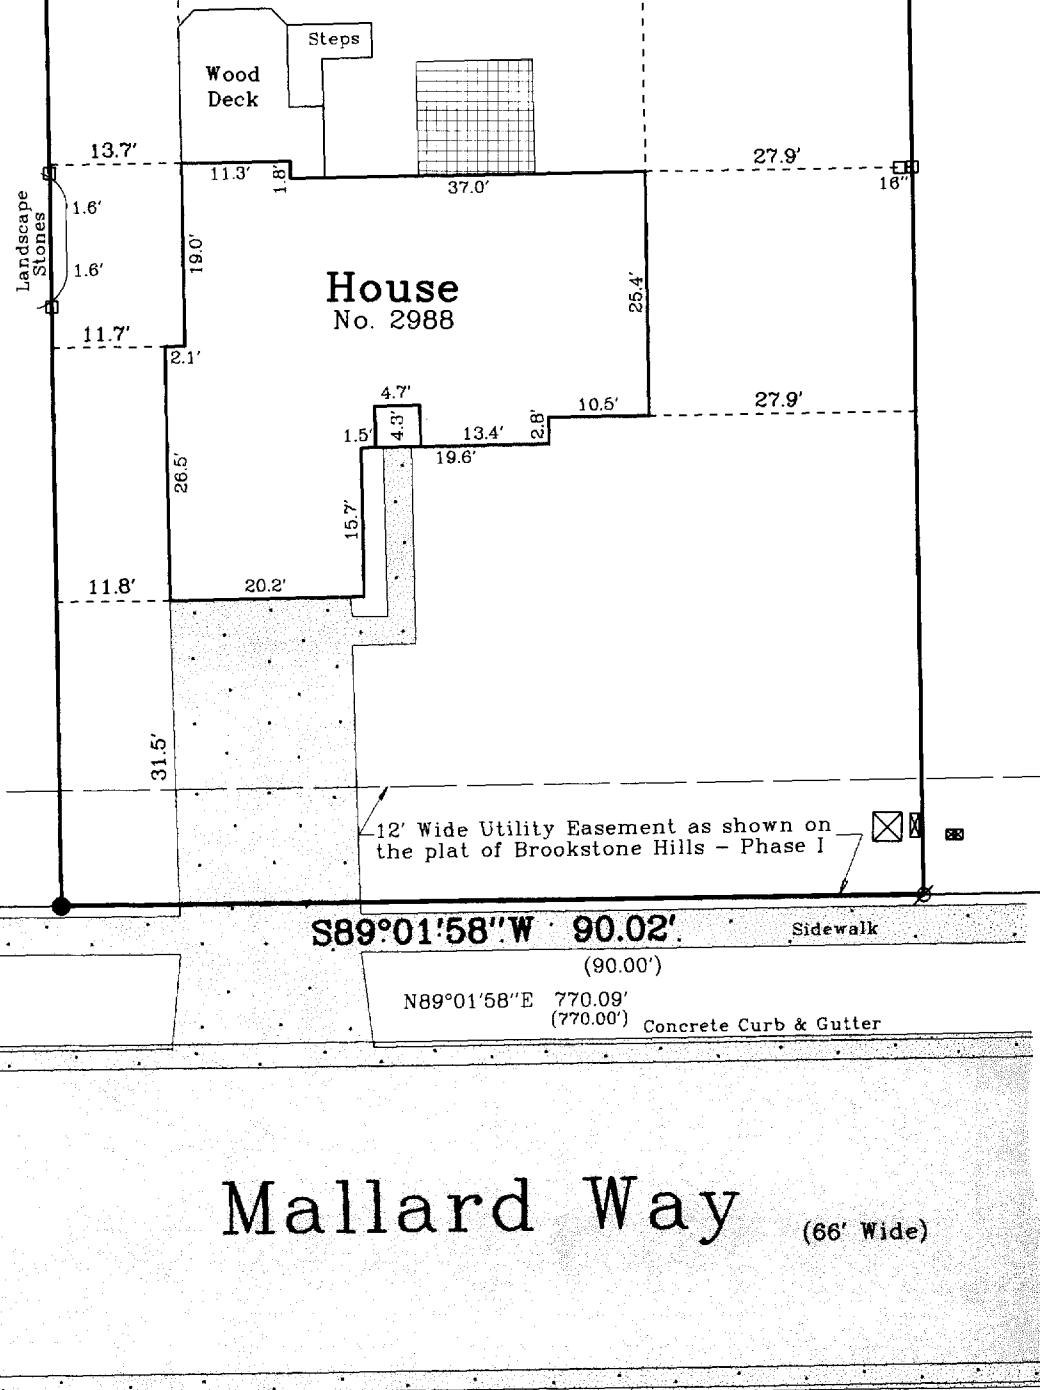 Steps
Wood
Deck
13.7'
11.3'
1.8'
37.0'
27.9'
16"
Landscape
Stones
1.6'
1.6'
19.0'
House
No. 2988
25.4'
11.7'
2.1'
4.7'
4.3'
1.5'
13.4'
19.6'
2.8'
10.5'
27.9'
26.5'
15.7'
11.8'
20.2'
31.5'
12' Wide Utility Easement as shown on
the plat of Brookstone Hills – Phase I
S89°01'58"W 90.02'
Sidewalk
(90.00')
N89°01'58"E 770.09'
(770.00')
Concrete Curb & Gutter
Mallard Way
(66' Wide)